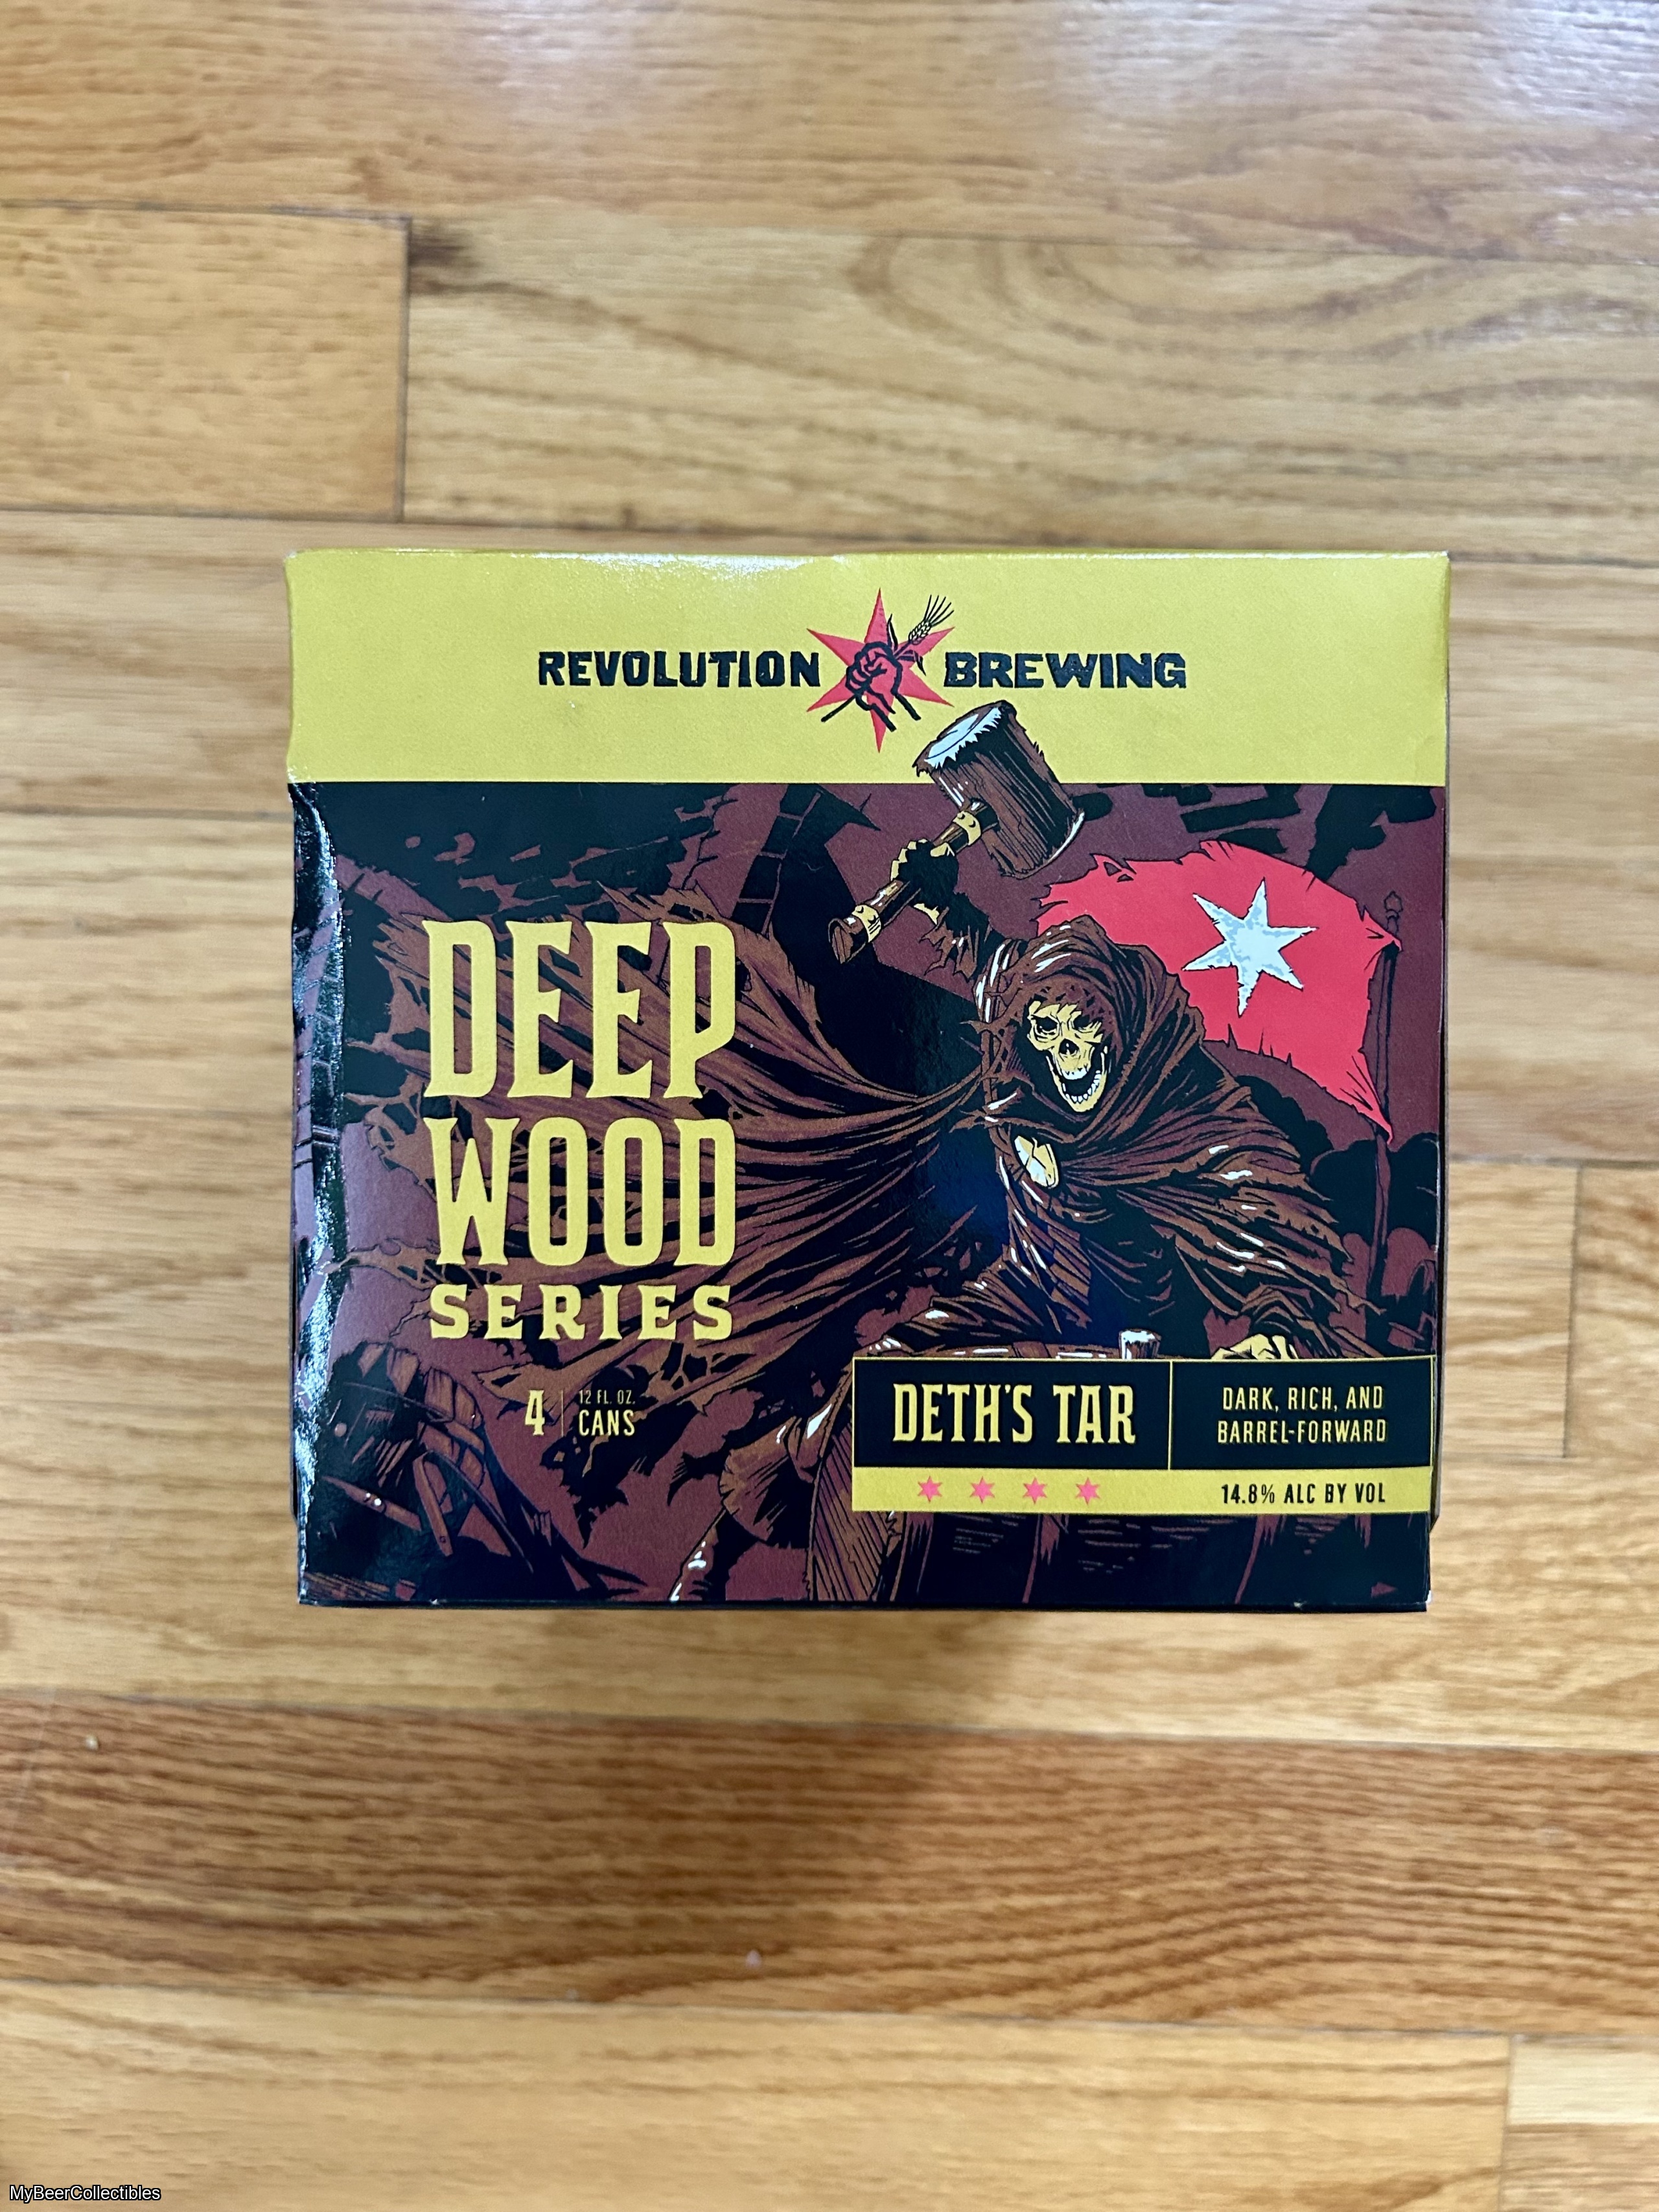 REVOLUTION BREWING
DEEP
WOOD
SERIES
4 12 FL. OZ.
CANS
DETH'S TAR
DARK, RICH, AND
BARREL-FORWARD
14.8% ALC BY VOL
MyBeerCollectibles